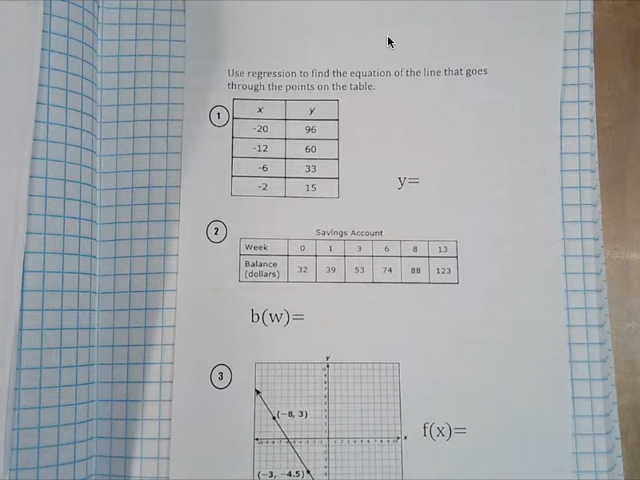 Use regression to find the equation of the line that goes
through the points on the table.
1
x y
-20 96
-12 60
-6 33
-2 15
y=
2
Savings Account
Week 0 1 3 6 8 13
Balance
(dollars) 32 39 53 74 88 123
b(w)=
3
y
(−8, 3)
x
f(x)=
(−3, −4.5)